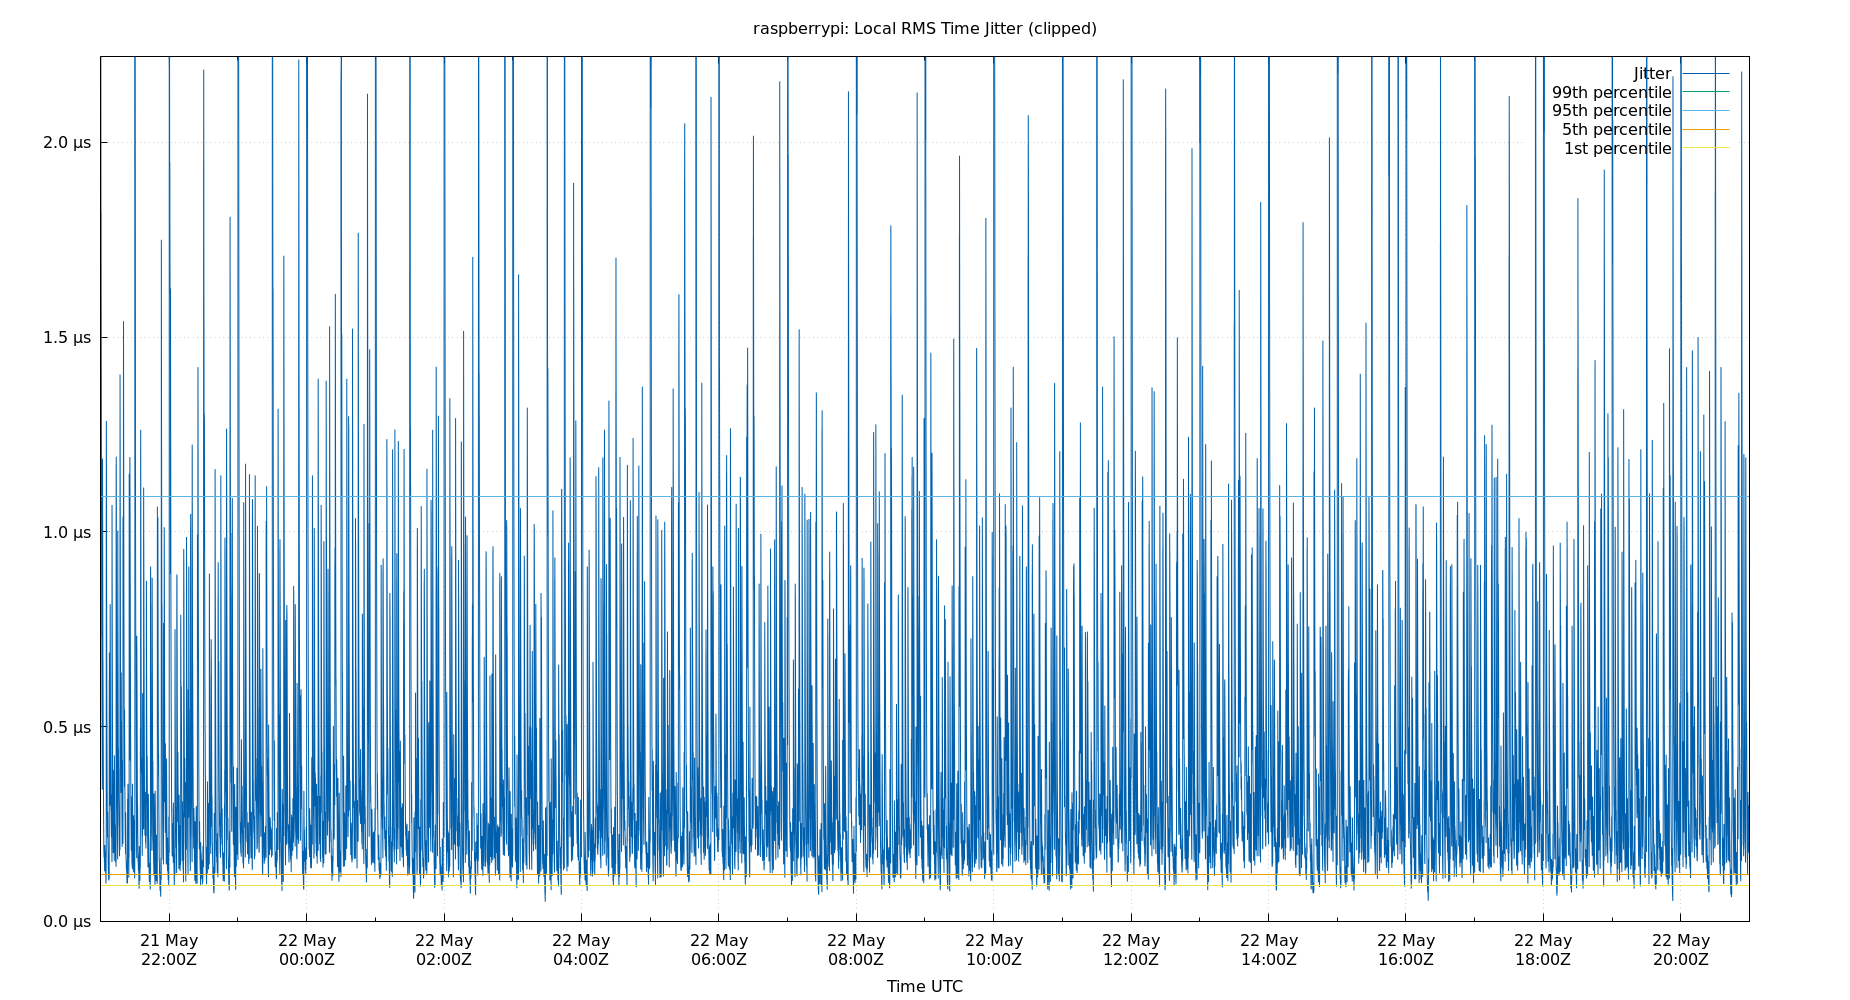 raspberrypi: Local RMS Time Jitter (clipped)
Jitter
99th percentile
95th percentile
5th percentile
1st percentile
2.0 µs
1.5 µs
1.0 µs
0.5 µs
0.0 µs
21 May 22 May 22 May 22 May 22 May 22 May 22 May 22 May 22 May 22 May 22 May 22 May
22:00Z 00:00Z 02:00Z 04:00Z 06:00Z 08:00Z 10:00Z 12:00Z 14:00Z 16:00Z 18:00Z 20:00Z
Time UTC